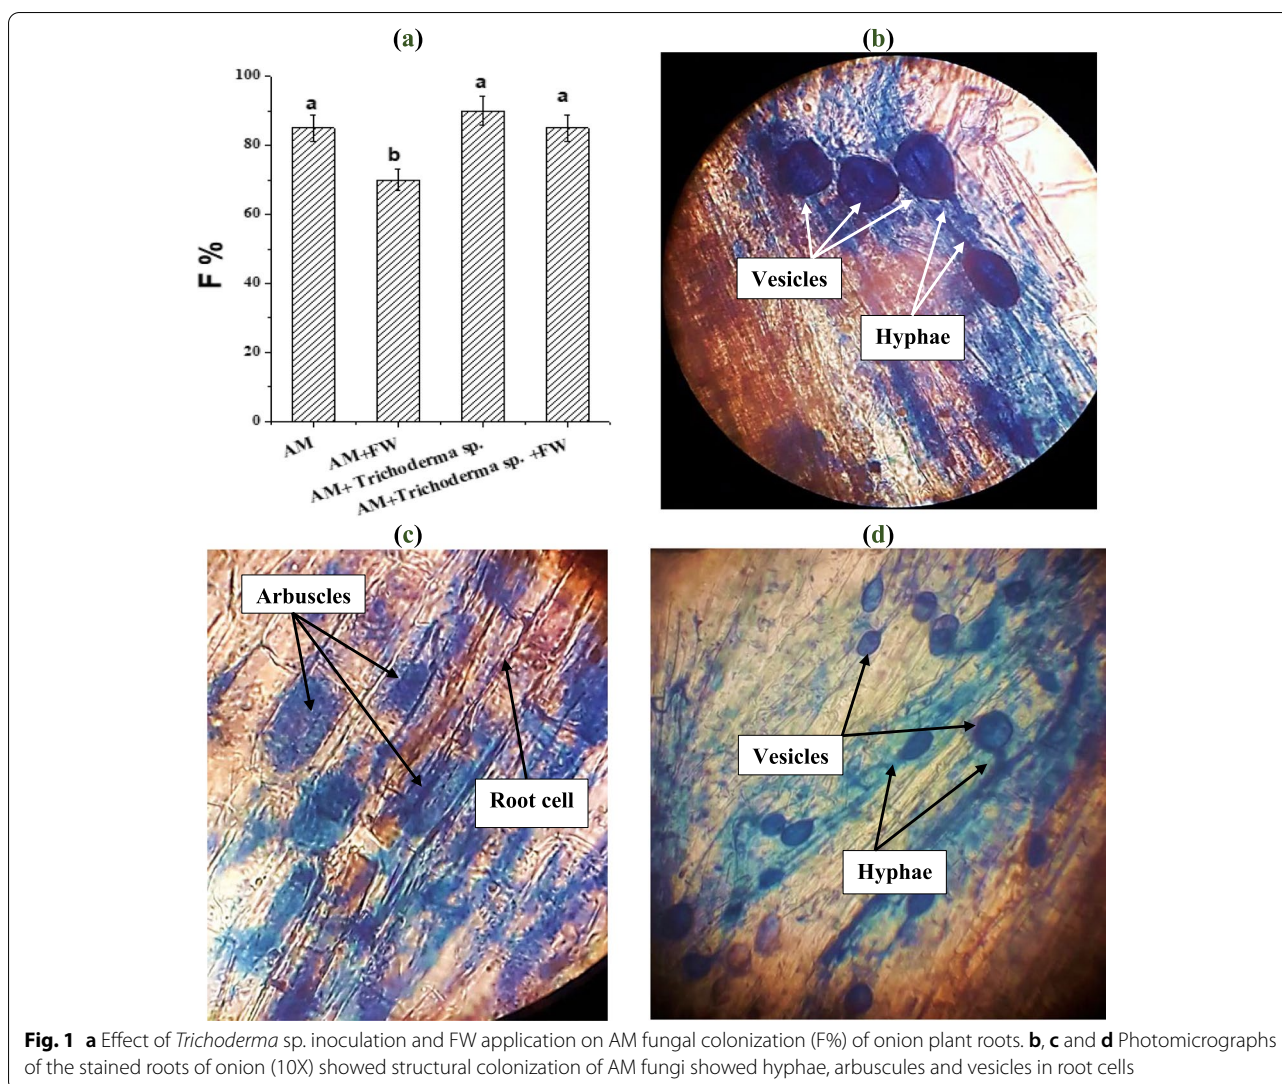 (a)
F %
100
80
60
40
20
0
a
b
a
a
AM
AM+FW
AM+Trichoderma sp.
AM+Trichoderma sp. +FW
(b)
Vesicles
Hyphae
(c)
Arbuscles
Root cell
(d)
Vesicles
Hyphae
Fig. 1 a Effect of Trichoderma sp. inoculation and FW application on AM fungal colonization (F%) of onion plant roots. b, c and d Photomicrographs
of the stained roots of onion (10X) showed structural colonization of AM fungi showed hyphae, arbuscules and vesicles in root cells